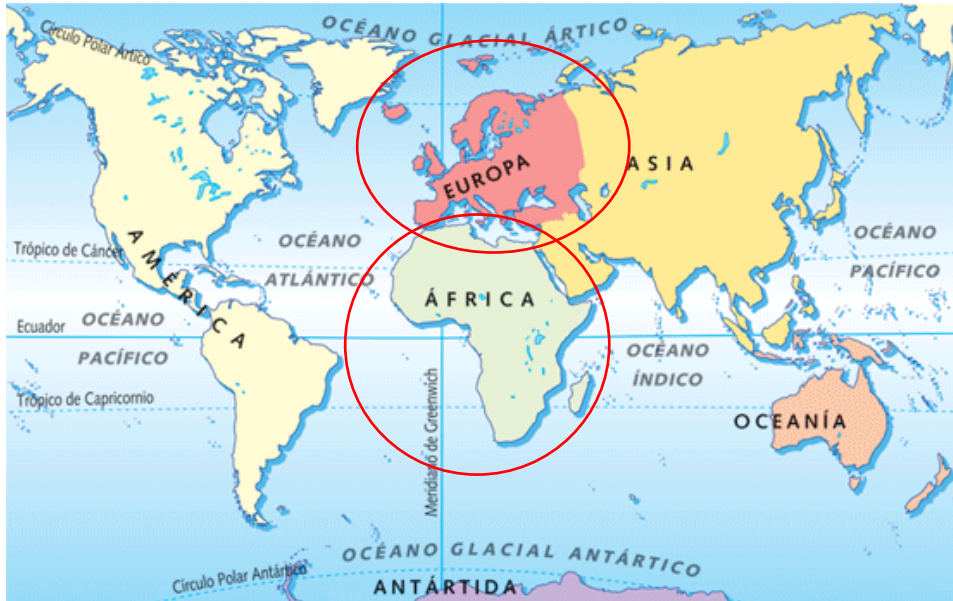 OCÉANO GLACIAL ÁRTICO
Círculo Polar Ártico
EUROPA
ASIA
AMÉRICA
OCÉANO
ATLÁNTICO
OCÉANO
PACÍFICO
Trópico de Cáncer
ÁFRICA
Ecuador
OCÉANO
PACÍFICO
OCÉANO
ÍNDICO
Trópico de Capricornio
OCEANÍA
Meridiano de Greenwich
OCÉANO GLACIAL ANTÁRTICO
Círculo Polar Antártico
ANTÁRTIDA